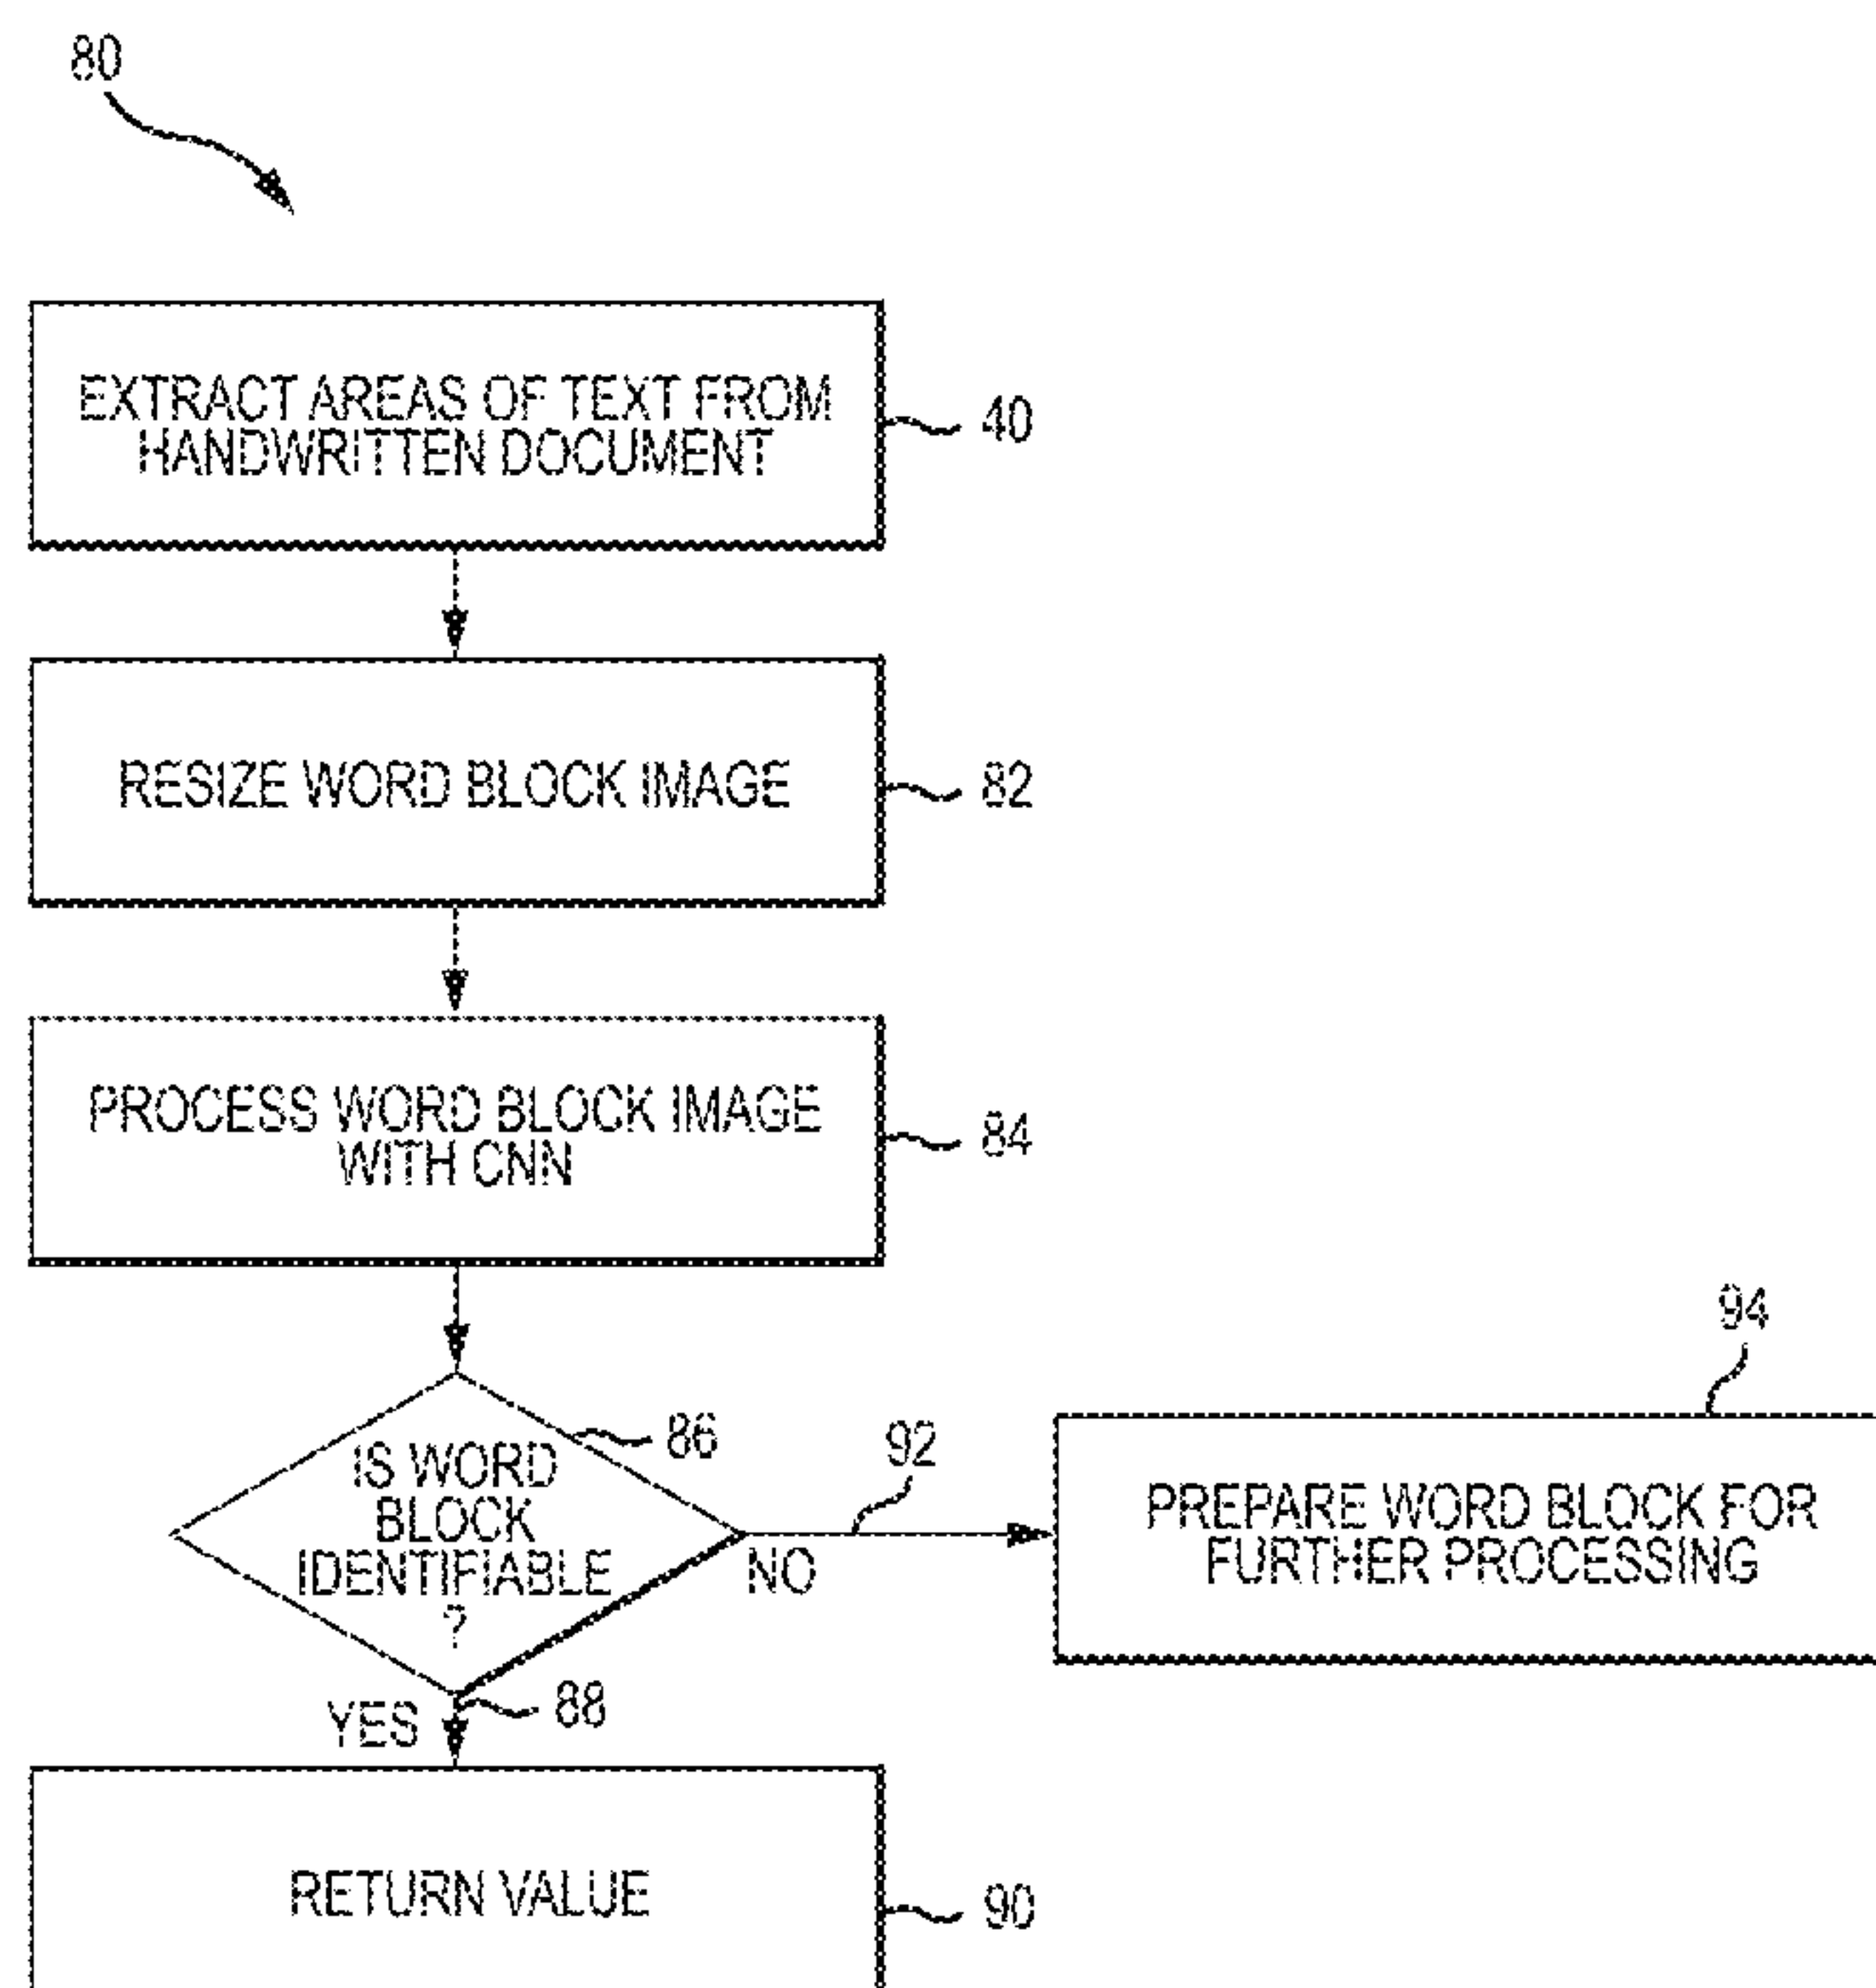 80
EXTRACT AREAS OF TEXT FROM
HANDWRITTEN DOCUMENT
40
RESIZE WORD BLOCK IMAGE
82
PROCESS WORD BLOCK IMAGE
WITH CNN
84
IS WORD
BLOCK
IDENTIFIABLE
?
86
92
NO
94
PREPARE WORD BLOCK FOR
FURTHER PROCESSING
YES
88
RETURN VALUE
90